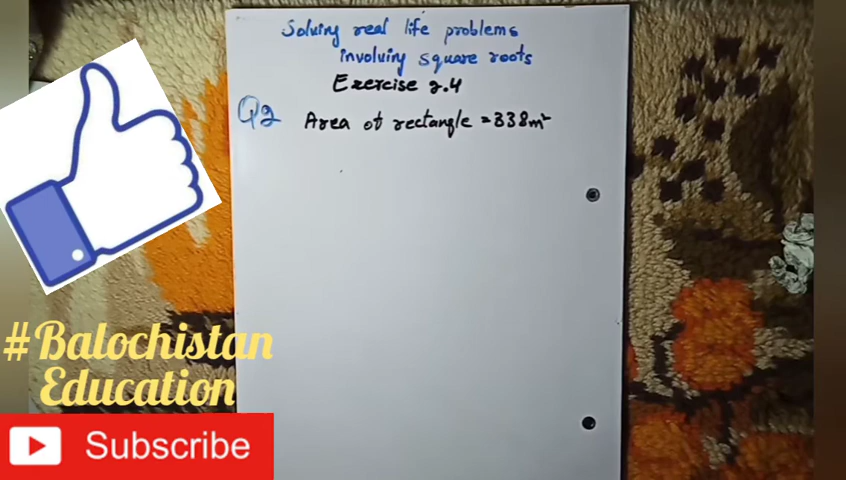 Solving real life problems
involving square roots
Exercise 2.4
Q2 Area of rectangle = 338m²
#Balochistan
Education
Subscribe